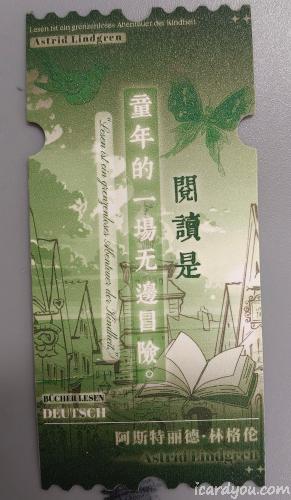 Lesen ist ein grenzenloses Abenteuer der Kindheit
Astrid Lindgren
閱讀是
童年的一場无邊冒險。
"Lesen ist ein grenzenloses Abenteuer der Kindheit."
BÜCHER LESEN
DEUTSCH
阿斯特丽德·林格伦
Astrid Lindgren
icardyou.com